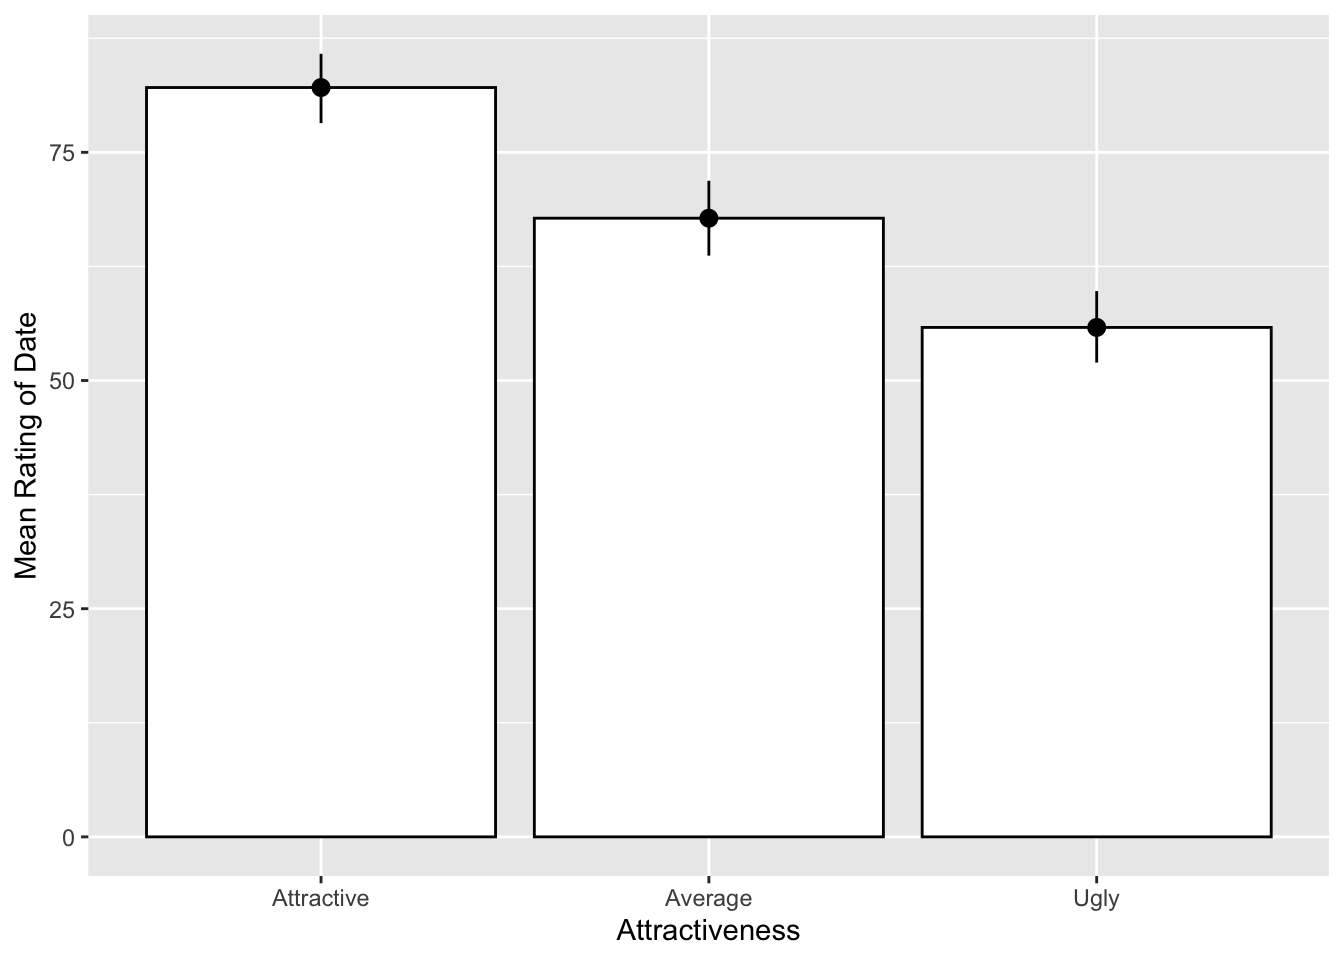 Mean Rating of Date
75
50
25
0
Attractive
Average
Ugly
Attractiveness